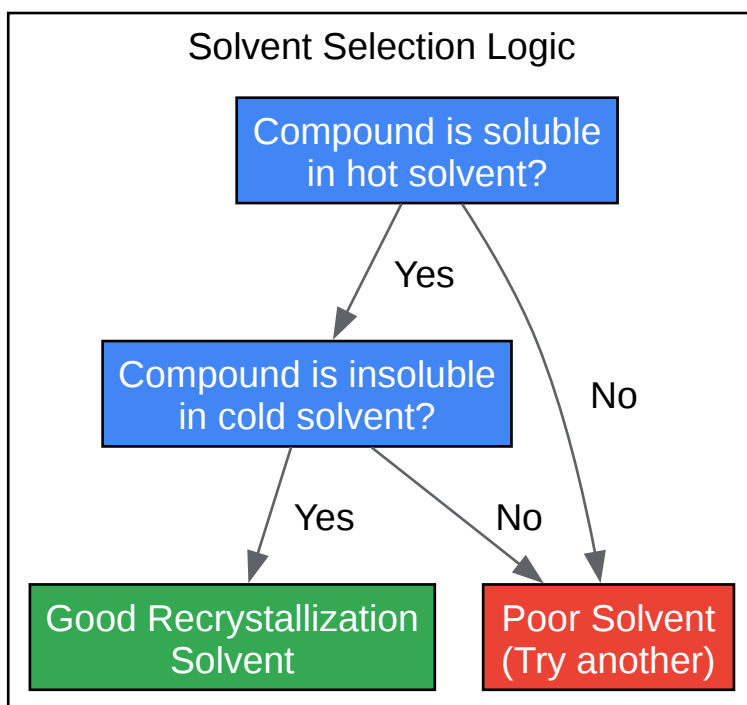 Solvent Selection Logic
Compound is soluble
in hot solvent?
Yes
Compound is insoluble
in cold solvent?
No
Yes
No
Good Recrystallization
Solvent
Poor Solvent
(Try another)